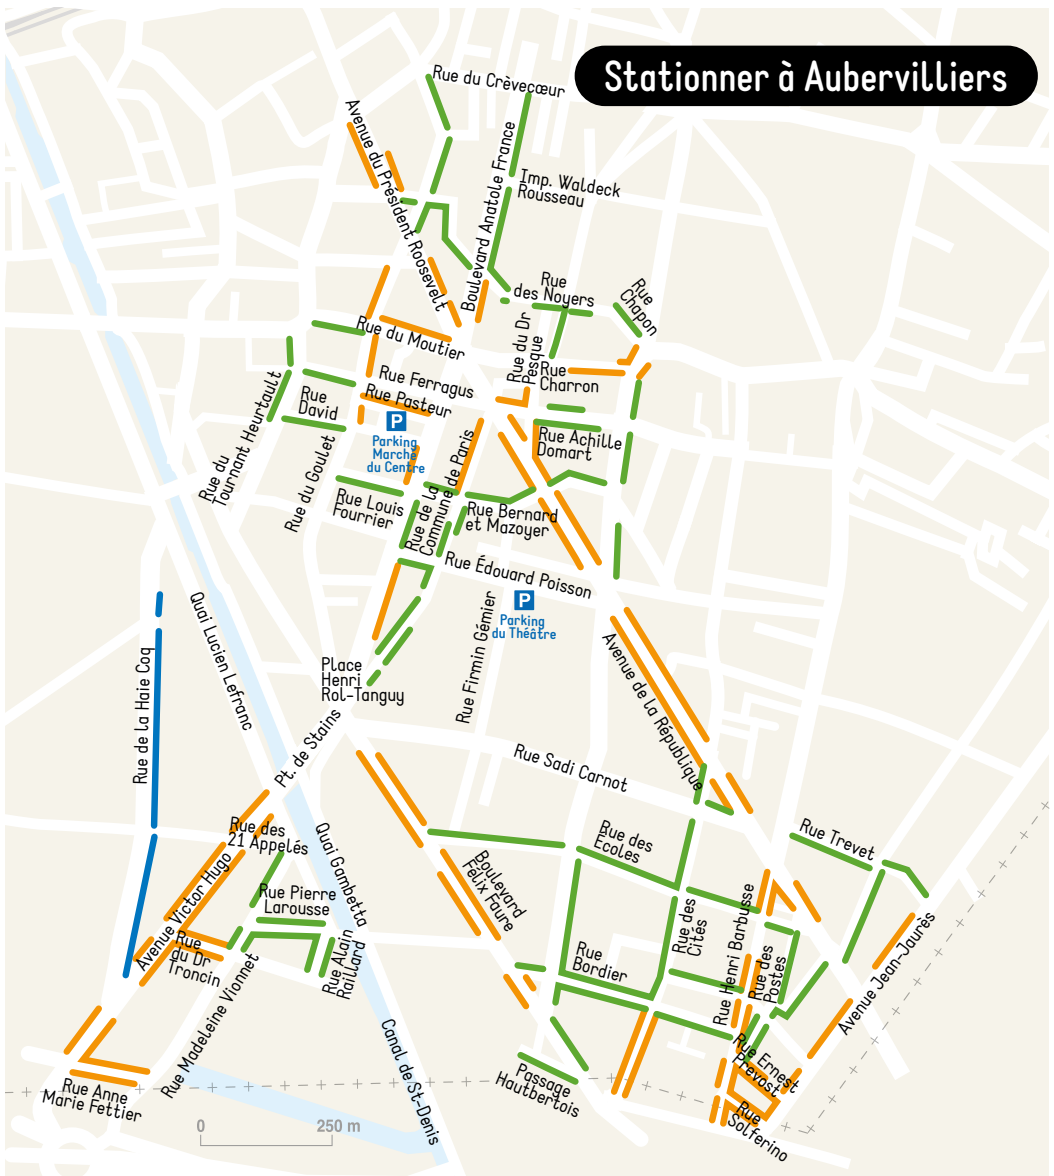 Stationner à Aubervilliers
Rue du Crèvecœur
Avenue du Président Roosevelt
Boulevard Anatole France
Imp. Waldeck
Rousseau
Rue
des Noyers
Rue
Chapon
Rue du Moutier
Rue du Dr
Pesque
Rue
Charron
Rue Ferragus
Rue Pasteur
Rue
David
Rue du
Tournant Heurtault
P
Parking
Marché
du Centre
Rue Achille
Domart
Rue du Goulet
Rue Louis
Fourrier
Rue de la
Commune de Paris
Rue Bernard
et Mazoyer
Rue Édouard Poisson
P
Parking
du Théâtre
Rue Firmin Gémier
Quai Lucien Lefranc
Rue de la Haie Coq
Place
Henri
Rol-Tanguy
Avenue de la République
Pt. de Stains
Rue Sadi Carnot
Rue des
21 Appelés
Quai Gambetta
Rue des
Ecoles
Rue Trevet
Avenue Victor Hugo
Rue Pierre
Larousse
Boulevard
Félix Faure
Rue des
Cités
Rue Henri Barbusse
Rue
du Dr
Troncin
Rue Alain
Raillard
Rue
Bordier
Rue des
Postes
Avenue Jean-Jaurés
Rue Madeleine Vionnet
Canal de St-Denis
Passage
Hautbertois
Rue Ernest
Prevost
Rue Anne
Marie Fettier
Rue
Solferino
0 250 m